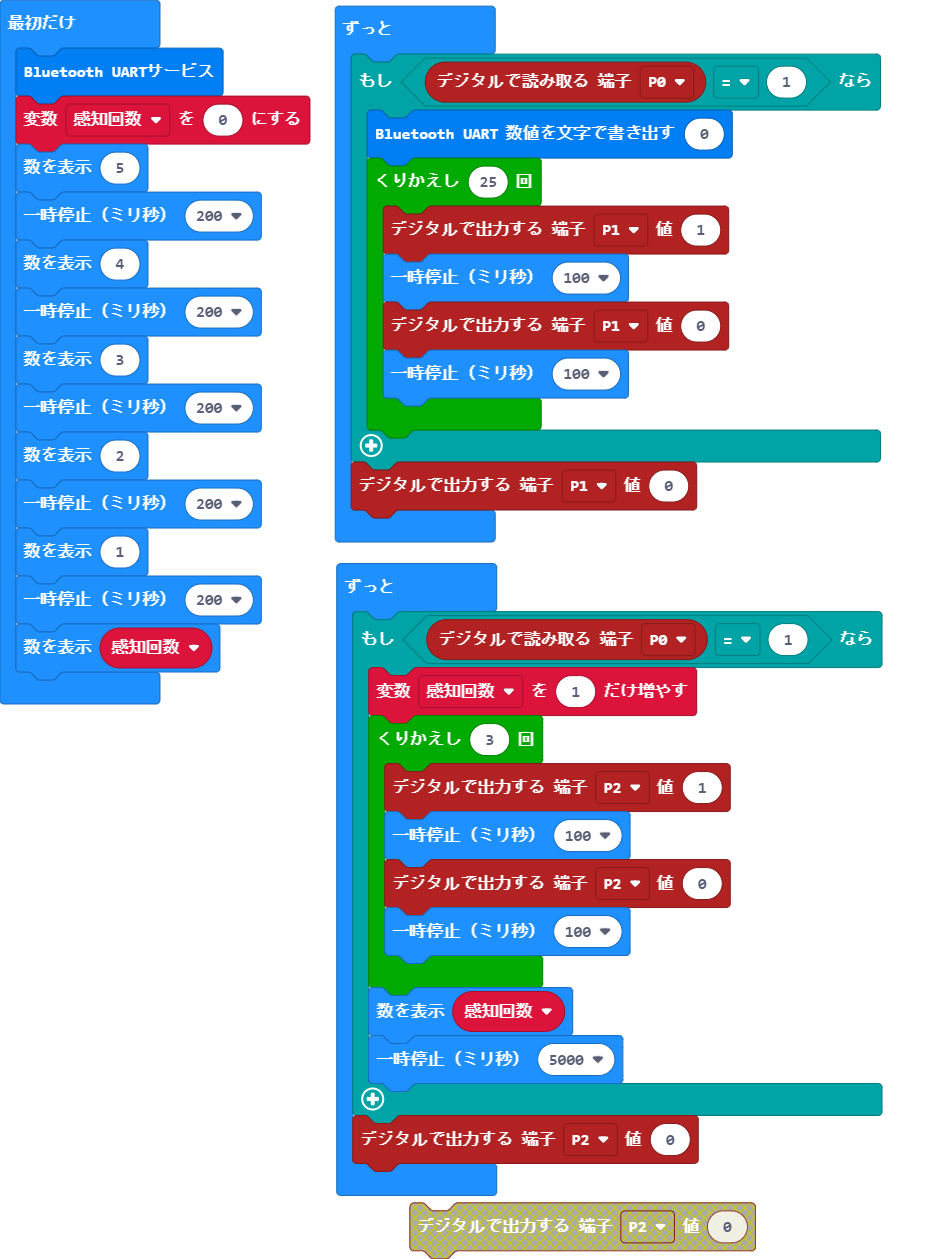 最初だけ
Bluetooth UARTサービス
変数 感知回数 を 0 にする
数を表示 5
一時停止（ミリ秒） 200
数を表示 4
一時停止（ミリ秒） 200
数を表示 3
一時停止（ミリ秒） 200
数を表示 2
一時停止（ミリ秒） 200
数を表示 1
一時停止（ミリ秒） 200
数を表示 感知回数
ずっと
もし デジタルで読み取る 端子 P0 = 1 なら
Bluetooth UART 数値を文字で書き出す 0
くりかえし 25 回
デジタルで出力する 端子 P1 値 1
一時停止（ミリ秒） 100
デジタルで出力する 端子 P1 値 0
一時停止（ミリ秒） 100
デジタルで出力する 端子 P1 値 0
ずっと
もし デジタルで読み取る 端子 P0 = 1 なら
変数 感知回数 を 1 だけ増やす
くりかえし 3 回
デジタルで出力する 端子 P2 値 1
一時停止（ミリ秒） 100
デジタルで出力する 端子 P2 値 0
一時停止（ミリ秒） 100
数を表示 感知回数
一時停止（ミリ秒） 5000
デジタルで出力する 端子 P2 値 0
デジタルで出力する 端子 P2 値 0